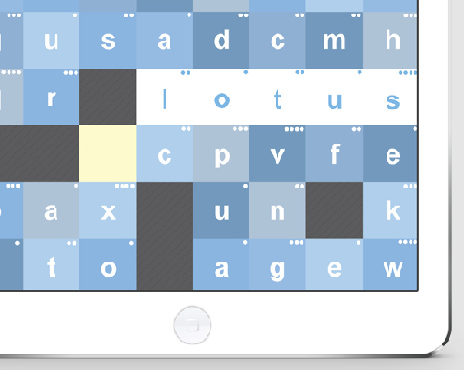 u s a d c m h
r l o t u s
c p v f e
a x u n k
t o a g e w